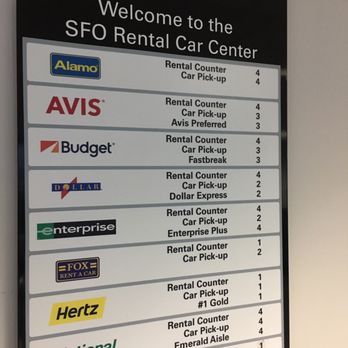 Welcome to the
SFO Rental Car Center
Alamo
Rental Counter 4
Car Pick-up 4
AVIS
Rental Counter 4
Car Pick-up 3
Avis Preferred 3
Budget
Rental Counter 4
Car Pick-up 3
Fastbreak 3
DOLLAR
Rental Counter 4
Car Pick-up 2
Dollar Express 2
enterprise
Rental Counter 4
Car Pick-up 2
Enterprise Plus 4
FOX
RENT A CAR
Rental Counter 1
Car Pick-up 2
Hertz
Rental Counter 1
Car Pick-up 1
#1 Gold 1
National
Rental Counter 4
Car Pick-up 4
Emerald Aisle 4
1